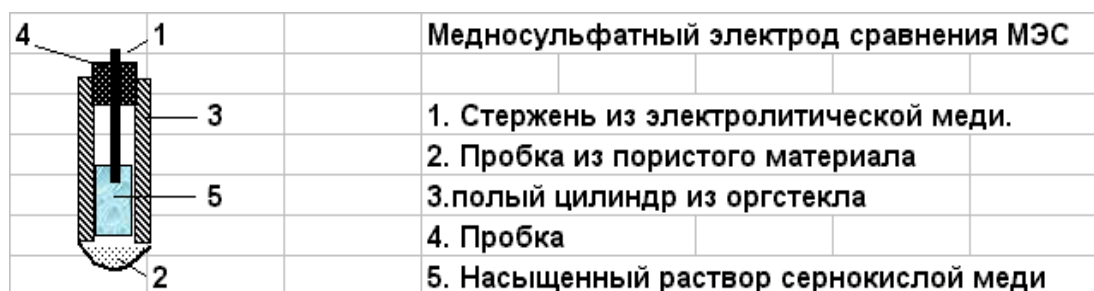 4 1 Медносульфатный электрод сравнения МЭС
3 1. Стержень из электролитической меди.
2. Пробка из пористого материала
5 3.полый цилиндр из оргстекла
4. Пробка
2 5. Насыщенный раствор сернокислой меди